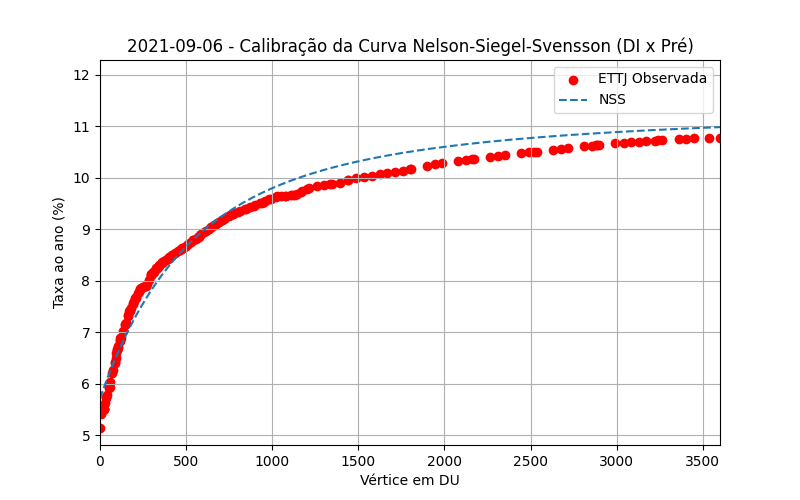 2021-09-06 - Calibração da Curva Nelson-Siegel-Svensson (DI x Pré)
ETTJ Observada
NSS
Taxa ao ano (%)
12
11
10
9
8
7
6
5
0 500 1000 1500 2000 2500 3000 3500
Vértice em DU